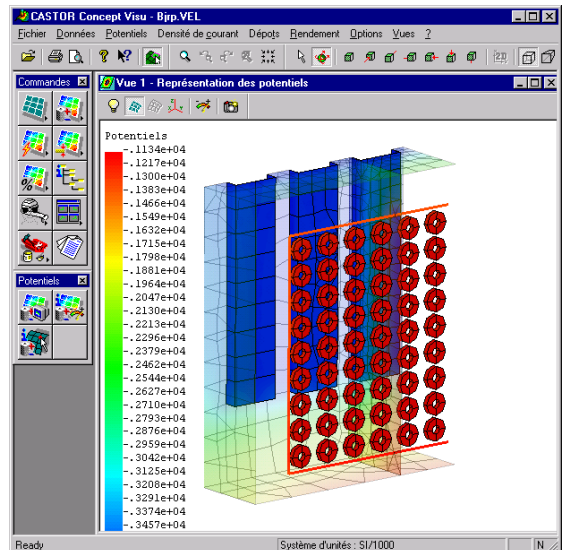 CASTOR Concept Visu - Bjrp.VEL
Fichier Données Potentiels Densité de courant Dépots Rendement Options Vues ?
Commandes
Vue 1 - Représentation des potentiels
Potentiels
-.1134e+04
-.1217e+04
-.1300e+04
-.1383e+04
-.1466e+04
-.1549e+04
-.1632e+04
-.1715e+04
-.1798e+04
-.1881e+04
-.1964e+04
-.2047e+04
-.2130e+04
-.2213e+04
-.2296e+04
-.2379e+04
-.2462e+04
-.2544e+04
-.2627e+04
-.2710e+04
-.2793e+04
-.2876e+04
-.2959e+04
-.3042e+04
-.3125e+04
-.3208e+04
-.3291e+04
-.3374e+04
-.3457e+04
Potentiels
Ready
Système d'unités : SI/1000
N